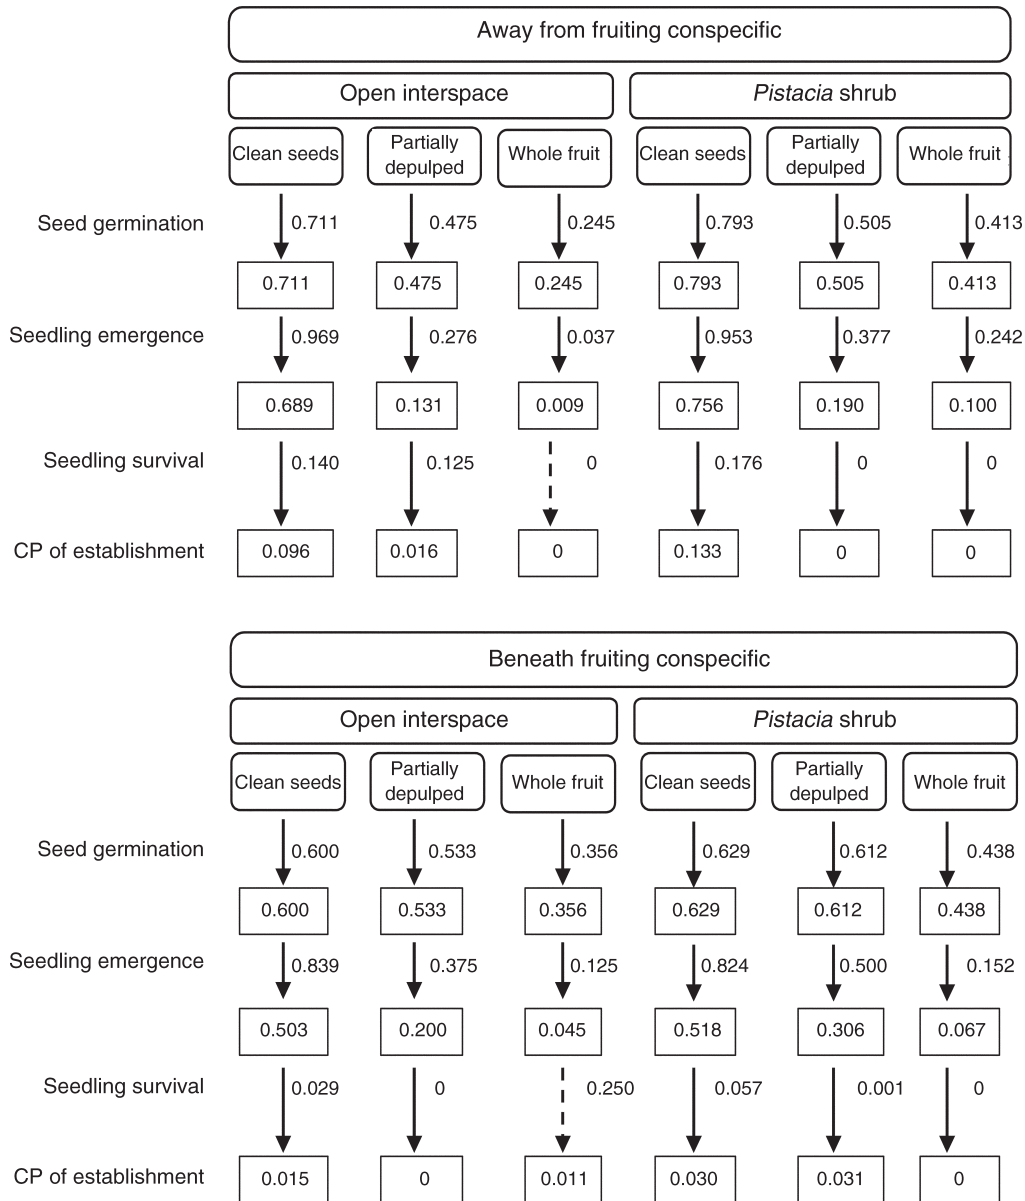 Away from fruiting conspecific
Open interspace Pistacia shrub
Clean seeds Partially depulped Whole fruit Clean seeds Partially depulped Whole fruit
Seed germination 0.711 0.475 0.245 0.793 0.505 0.413
0.711 0.475 0.245 0.793 0.505 0.413
Seedling emergence 0.969 0.276 0.037 0.953 0.377 0.242
0.689 0.131 0.009 0.756 0.190 0.100
Seedling survival 0.140 0.125 0 0.176 0 0
CP of establishment 0.096 0.016 0 0.133 0 0
Beneath fruiting conspecific
Open interspace Pistacia shrub
Clean seeds Partially depulped Whole fruit Clean seeds Partially depulped Whole fruit
Seed germination 0.600 0.533 0.356 0.629 0.612 0.438
0.600 0.533 0.356 0.629 0.612 0.438
Seedling emergence 0.839 0.375 0.125 0.824 0.500 0.152
0.503 0.200 0.045 0.518 0.306 0.067
Seedling survival 0.029 0 0.250 0.057 0.001 0
CP of establishment 0.015 0 0.011 0.030 0.031 0